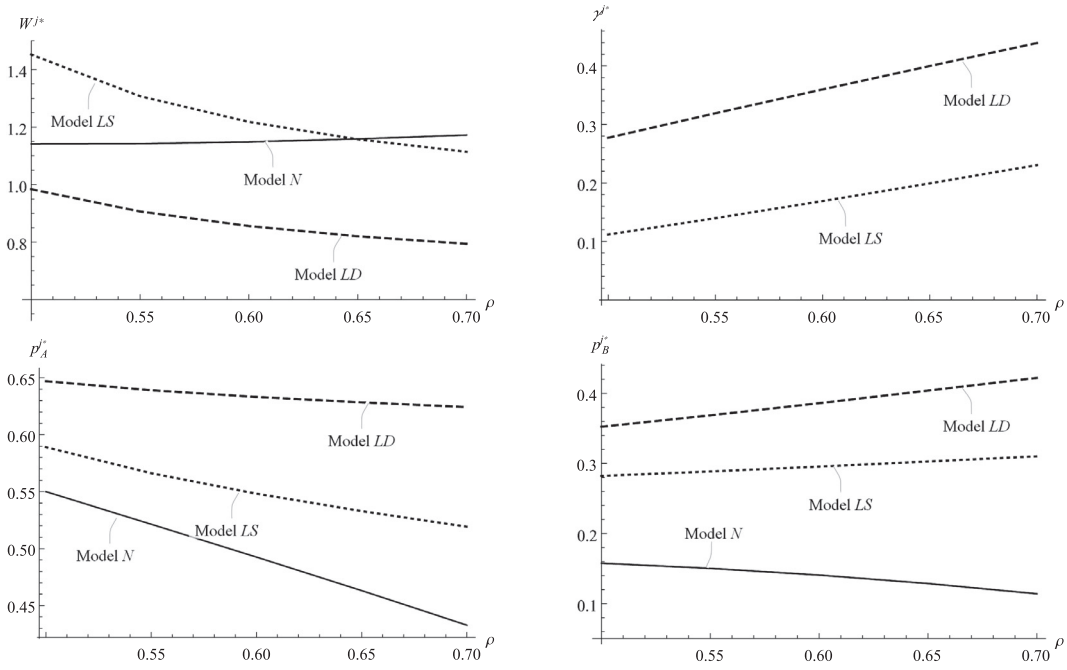 W^{j*}
1.4
1.2
1.0
0.8
Model LS
Model N
Model LD
0.55 0.60 0.65 0.70 ρ
γ^{j*}
0.4
0.3
0.2
0.1
Model LD
Model LS
0.55 0.60 0.65 0.70 ρ
p_A^{j*}
0.65
0.60
0.55
0.50
0.45
Model LD
Model LS
Model N
0.55 0.60 0.65 0.70 ρ
p_B^{j*}
0.4
0.3
0.2
0.1
Model LD
Model LS
Model N
0.55 0.60 0.65 0.70 ρ